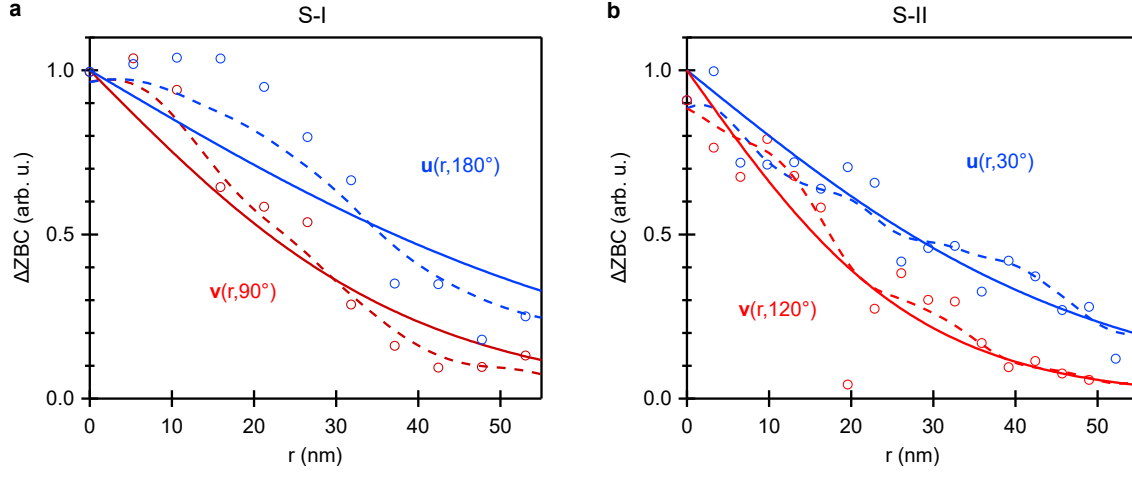 a
S-I
b
S-II
1.0
0.5
0.0
ΔZBC (arb. u.)
u(r,180°)
v(r,90°)
0
10
20
30
40
50
r (nm)
1.0
0.5
0.0
ΔZBC (arb. u.)
u(r,30°)
v(r,120°)
0
10
20
30
40
50
r (nm)